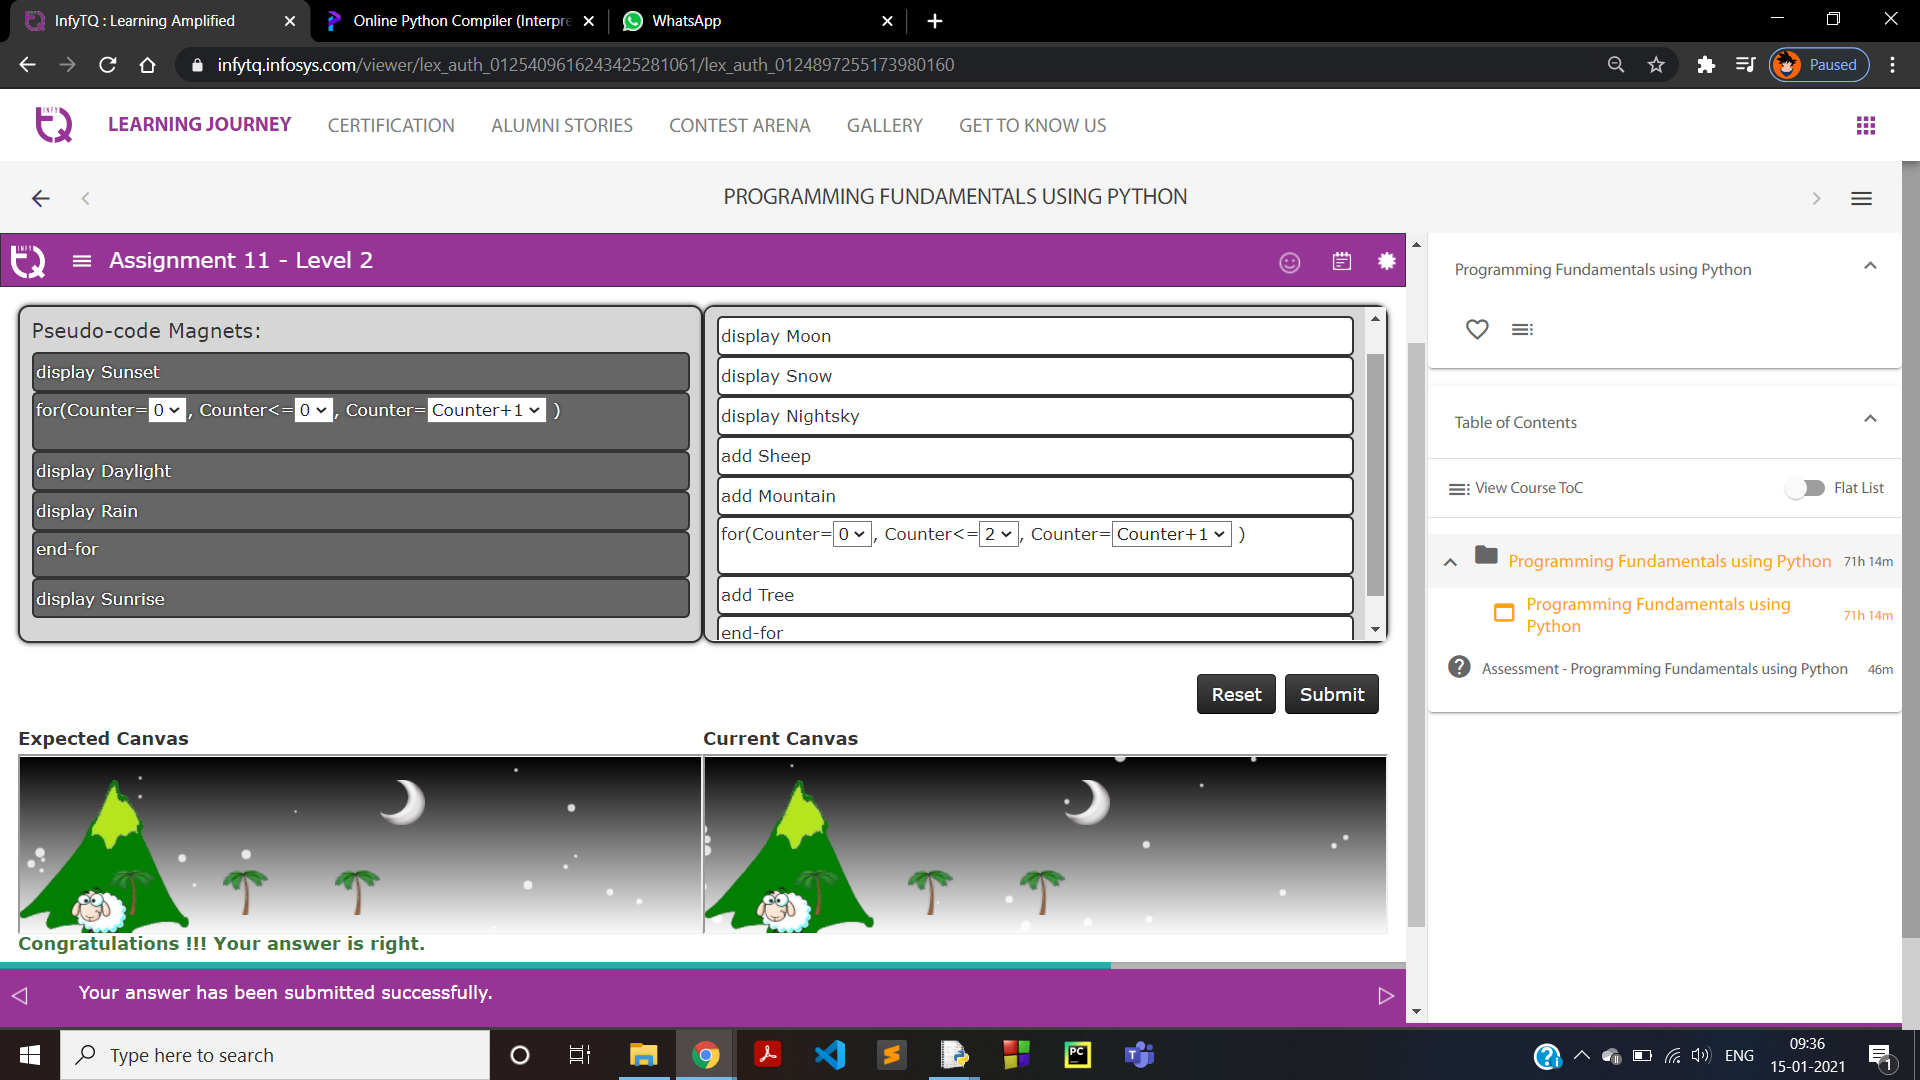 InfyTQ : Learning Amplified
Online Python Compiler (Interpre
WhatsApp
infytq.infosys.com/viewer/lex_auth_0125409616243425281061/lex_auth_0124897255173980160
Paused
INFY TQ
LEARNING JOURNEY
CERTIFICATION
ALUMNI STORIES
CONTEST ARENA
GALLERY
GET TO KNOW US
PROGRAMMING FUNDAMENTALS USING PYTHON
INFY TQ
Assignment 11 - Level 2
Pseudo-code Magnets:
display Sunset
for(Counter= 0 , Counter<= 0 , Counter= Counter+1 )
display Daylight
display Rain
end-for
display Sunrise
display Moon
display Snow
display Nightsky
add Sheep
add Mountain
for(Counter= 0 , Counter<= 2 , Counter= Counter+1 )
add Tree
end-for
Reset
Submit
Expected Canvas
Current Canvas
Congratulations !!! Your answer is right.
Your answer has been submitted successfully.
Programming Fundamentals using Python
Table of Contents
View Course ToC
Flat List
Programming Fundamentals using Python 71h 14m
Programming Fundamentals using
Python
71h 14m
Assessment - Programming Fundamentals using Python 46m
Type here to search
PC
ENG
09:36
15-01-2021
1